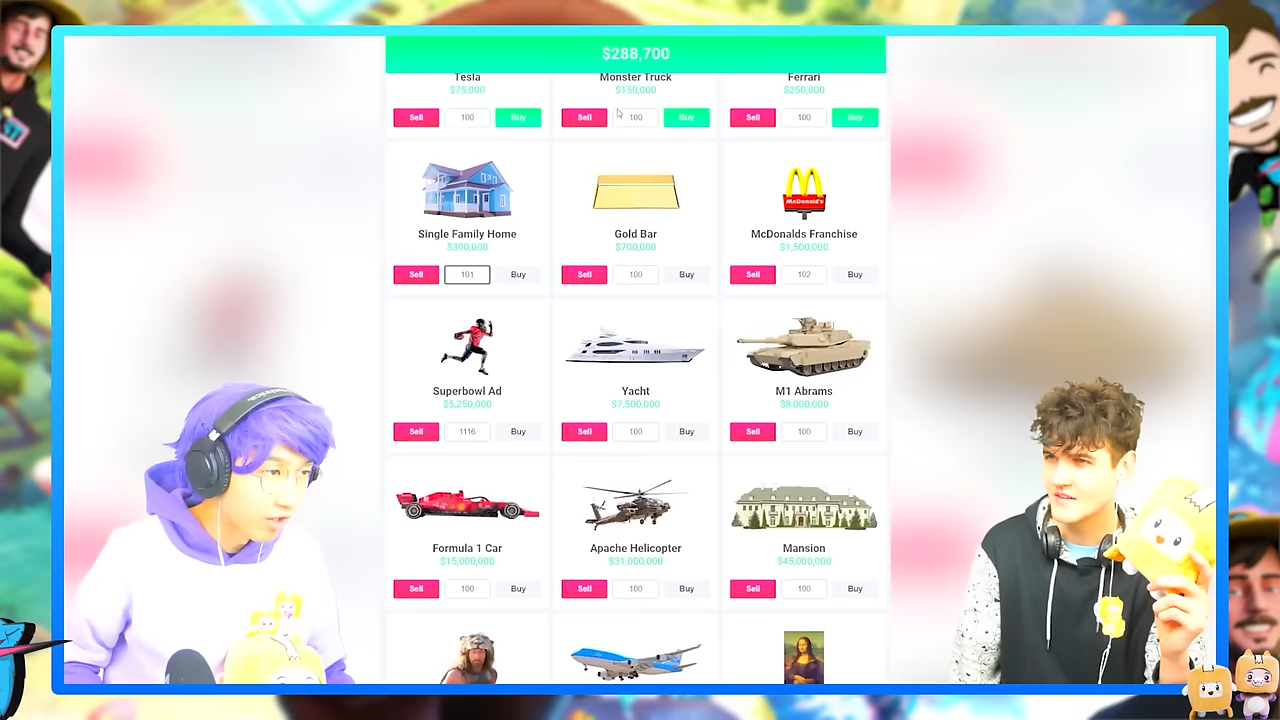 $288,700
Tesla
$75,000
Sell 100 Buy
Monster Truck
$150,000
Sell 100 Buy
Ferrari
$250,000
Sell 100 Buy
Single Family Home
$300,000
Sell 101 Buy
Gold Bar
$700,000
Sell 100 Buy
McDonald's
McDonalds Franchise
$1,500,000
Sell 102 Buy
Superbowl Ad
$5,250,000
Sell 1116 Buy
Yacht
$7,500,000
Sell 100 Buy
M1 Abrams
$8,000,000
Sell 100 Buy
Formula 1 Car
$15,000,000
Sell 100 Buy
Apache Helicopter
$31,000,000
Sell 100 Buy
Mansion
$45,000,000
Sell 100 Buy